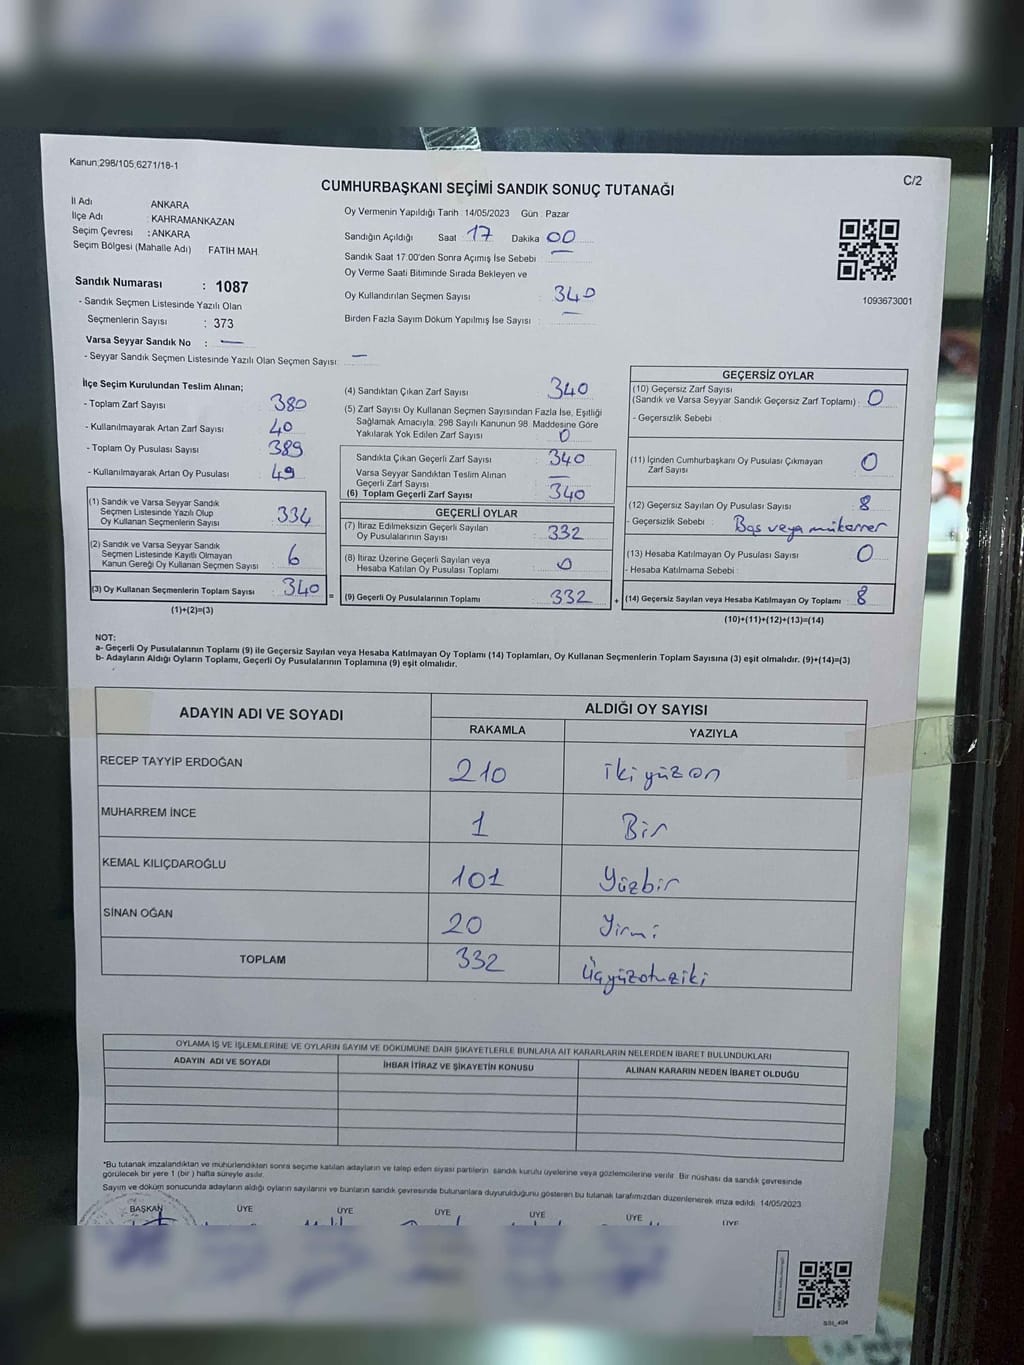 Kanun,298/105,6271/18-1
C/2
CUMHURBAŞKANI SEÇİMİ SANDIK SONUÇ TUTANAĞI
İl Adı ANKARA
İlçe Adı : KAHRAMANKAZAN
Seçim Çevresi : ANKARA
Seçim Bölgesi (Mahalle Adı) FATİH MAH.
Sandık Numarası : 1087
- Sandık Seçmen Listesinde Yazılı Olan
Seçmenlerin Sayısı : 373
Varsa Seyyar Sandık No : —
- Seyyar Sandık Seçmen Listesinde Yazılı Olan Seçmen Sayısı: —
Oy Vermenin Yapıldığı Tarih 14/05/2023 Gün : Pazar
Sandığın Açıldığı Saat 17 Dakika 00
Sandık Saat 17.00'den Sonra Açımış İse Sebebi : —
Oy Verme Saati Bitiminde Sırada Bekleyen ve
Oy Kullandırılan Seçmen Sayısı : 340
Birden Fazla Sayım Döküm Yapılmış İse Sayısı : —
1093673001
İlçe Seçim Kurulundan Teslim Alınan;
- Toplam Zarf Sayısı : 380
- Kullanılmayarak Artan Zarf Sayısı : 40
- Toplam Oy Pusulası Sayısı : 389
- Kullanılmayarak Artan Oy Pusulası : 49
(1) Sandık ve Varsa Seyyar Sandık
Seçmen Listesinde Yazılı Olup
Oy Kullanan Seçmenlerin Sayısı : 334
(2) Sandık ve Varsa Seyyar Sandık
Seçmen Listesinde Kayıtlı Olmayan
Kanun Gereği Oy Kullanan Seçmen Sayısı : 6
(3) Oy Kullanan Seçmenlerin Toplam Sayısı : 340 =
(1)+(2)=(3)
(4) Sandıktan Çıkan Zarf Sayısı : 340
(5) Zarf Sayısı Oy Kullanan Seçmen Sayısından Fazla İse, Eşitliği
Sağlamak Amacıyla, 298 Sayılı Kanunun 98. Maddesine Göre
Yakılarak Yok Edilen Zarf Sayısı : 0
Sandıkta Çıkan Geçerli Zarf Sayısı : 340
Varsa Seyyar Sandıktan Teslim Alınan
Geçerli Zarf Sayısı : —
(6) Toplam Geçerli Zarf Sayısı : 340
GEÇERLİ OYLAR
(7) İtiraz Edilmeksizin Geçerli Sayılan
Oy Pusulalarının Sayısı : 332
(8) İtiraz Üzerine Geçerli Sayılan veya
Hesaba Katılan Oy Pusulası Toplamı : 0
(9) Geçerli Oy Pusulalarının Toplamı : 332 +
GEÇERSİZ OYLAR
(10) Geçersiz Zarf Sayısı
(Sandık ve Varsa Seyyar Sandık Geçersiz Zarf Toplamı) : 0
- Geçersizlik Sebebi :
(11) İçinden Cumhurbaşkanı Oy Pusulası Çıkmayan
Zarf Sayısı : 0
(12) Geçersiz Sayılan Oy Pusulası Sayısı : 8
- Geçersizlik Sebebi : Boş veya mükerrer
(13) Hesaba Katılmayan Oy Pusulası Sayısı : 0
- Hesaba Katılmama Sebebi :
(14) Geçersiz Sayılan veya Hesaba Katılmayan Oy Toplamı : 8
(10)+(11)+(12)+(13)=(14)
NOT:
a- Geçerli Oy Pusulalarının Toplamı (9) ile Geçersiz Sayılan veya Hesaba Katılmayan Oy Toplamı (14) Toplamları, Oy Kullanan Seçmenlerin Toplam Sayısına (3) eşit olmalıdır. (9)+(14)=(3)
b- Adayların Aldığı Oyların Toplamı, Geçerli Oy Pusulalarının Toplamına (9) eşit olmalıdır.
ADAYIN ADI VE SOYADI
ALDIĞI OY SAYISI
RAKAMLA YAZIYLA
RECEP TAYYİP ERDOĞAN 210 ikiyüzon
MUHARREM İNCE 1 Bir
KEMAL KILIÇDAROĞLU 101 Yüzbir
SİNAN OĞAN 20 Yirmi
TOPLAM 332 Üçyüzotuziki
OYLAMA İŞ VE İŞLEMLERİNE VE OYLARIN SAYIM VE DÖKÜMÜNE DAİR ŞİKAYETLERLE BUNLARA AİT KARARLARIN NELERDEN İBARET BULUNDUKLARI
ADAYIN ADI VE SOYADI İHBAR İTİRAZ VE ŞİKAYETİN KONUSU ALINAN KARARIN NEDEN İBARET OLDUĞU
*Bu tutanak imzalandıktan ve mühürlendikten sonra seçime katılan adayların ve talep eden siyasi partilerin sandık kurulu üyelerine veya gözlemcilerine verilir. Bir nüshası da sandık çevresinde
görülecek bir yere 1 (bir ) hafta süreyle asılır.
Sayım ve döküm sonucunda adayların aldığı oyların sayılarını ve bunların sandık çevresinde bulunanlara duyurulduğunu gösteren bu tutanak tarafımızdan düzenlenerek imza edildi. 14/05/2023
BAŞKAN ÜYE ÜYE ÜYE ÜYE ÜYE ÜYE